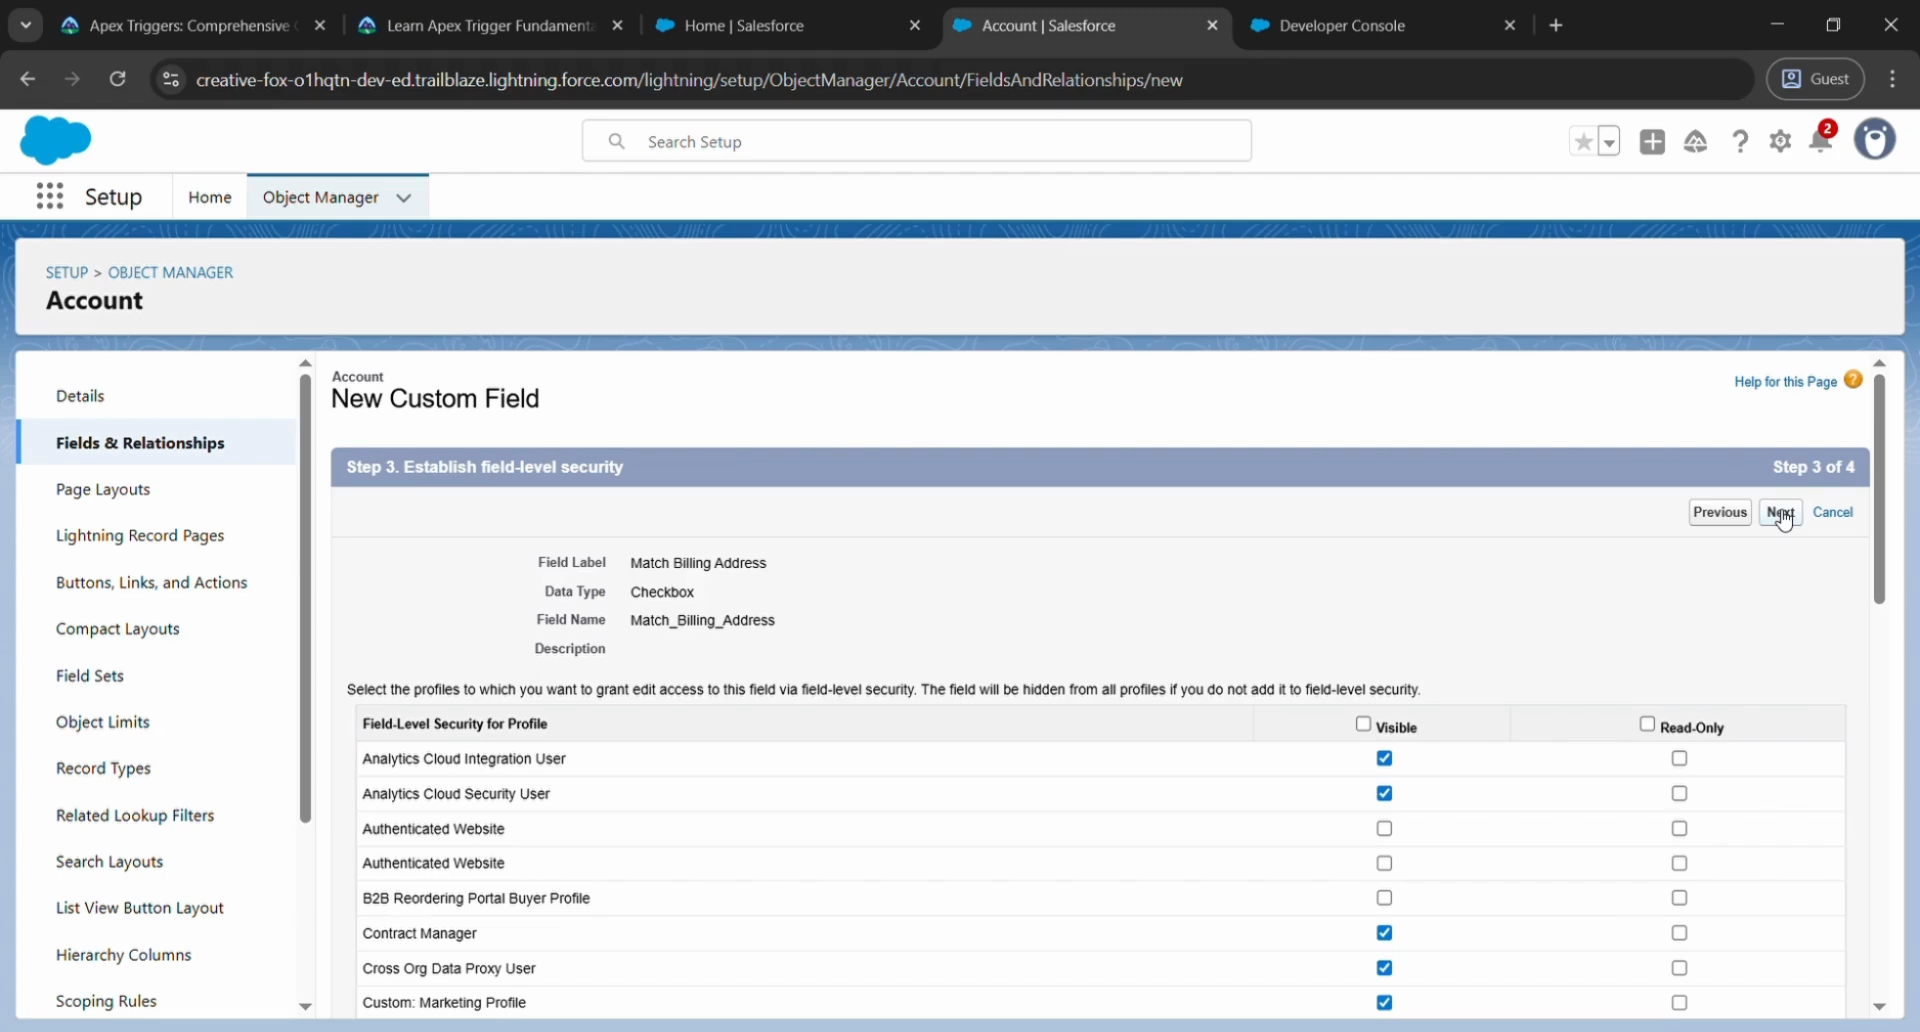 Apex Triggers: Comprehensive
Learn Apex Trigger Fundament
Home | Salesforce
Account | Salesforce
Developer Console
creative-fox-o1hqtn-dev-ed.trailblaze.lightning.force.com/lightning/setup/ObjectManager/Account/FieldsAndRelationships/new
Guest
Search Setup
2
Setup
Home
Object Manager
SETUP > OBJECT MANAGER
Account
Details
Fields & Relationships
Page Layouts
Lightning Record Pages
Buttons, Links, and Actions
Compact Layouts
Field Sets
Object Limits
Record Types
Related Lookup Filters
Search Layouts
List View Button Layout
Hierarchy Columns
Scoping Rules
Account
New Custom Field
Help for this Page ?
Step 3. Establish field-level security
Step 3 of 4
Previous Next Cancel
Field Label Match Billing Address
Data Type Checkbox
Field Name Match_Billing_Address
Description
Select the profiles to which you want to grant edit access to this field via field-level security. The field will be hidden from all profiles if you do not add it to field-level security.
Field-Level Security for Profile Visible Read-Only
Analytics Cloud Integration User
Analytics Cloud Security User
Authenticated Website
Authenticated Website
B2B Reordering Portal Buyer Profile
Contract Manager
Cross Org Data Proxy User
Custom: Marketing Profile